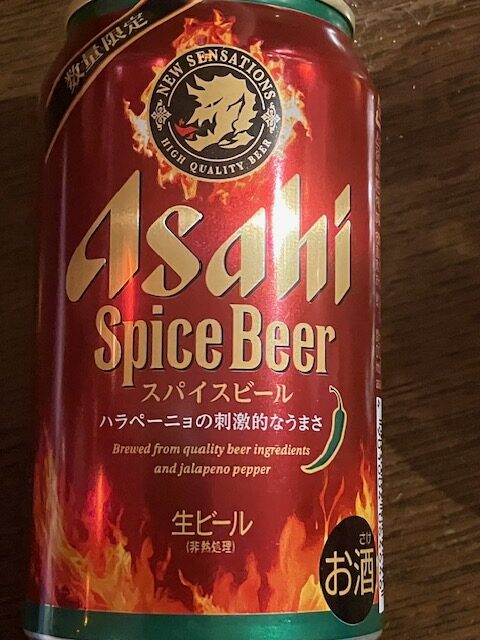 数量限定
NEW SENSATIONS
HIGH QUALITY BEER
Asahi
Spice Beer
スパイスビール
ハラペーニョの刺激的なうまさ
Brewed from quality beer ingredients
and jalapeno pepper
生ビール
(非熱処理)
さけ
お酒